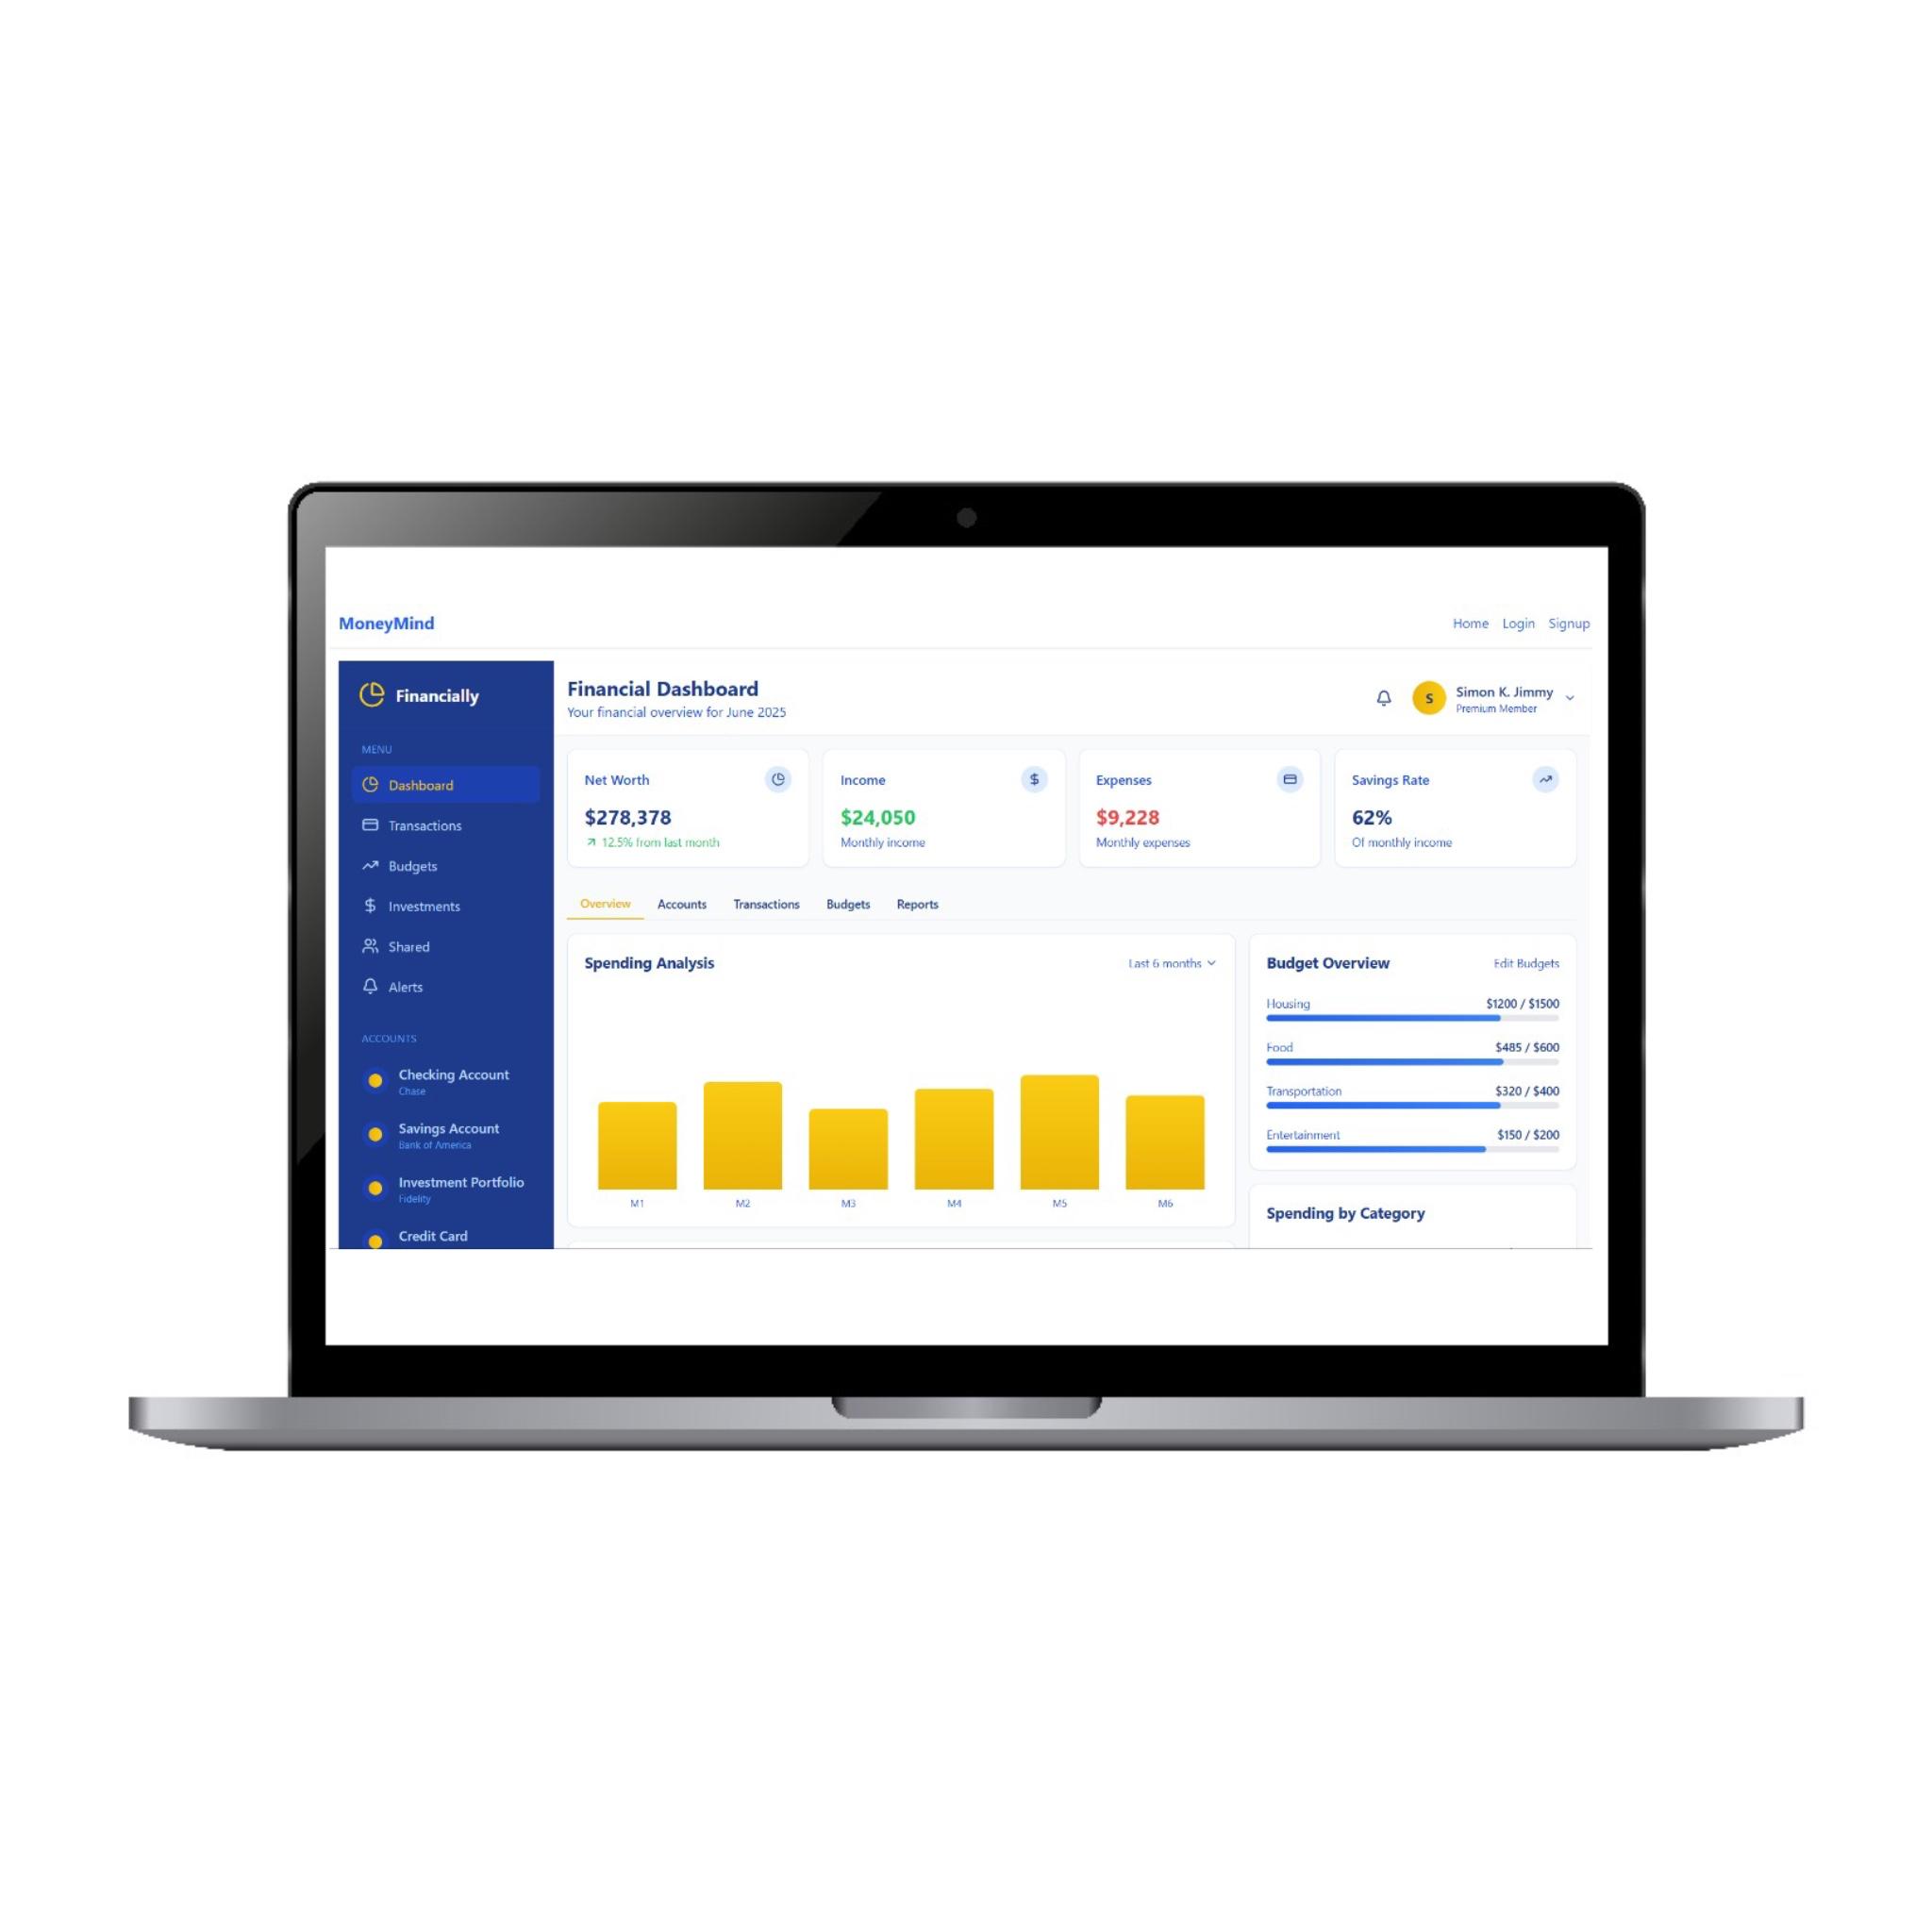 MoneyMind
Home Login Signup
Financially
MENU
Dashboard
Transactions
Budgets
Investments
Shared
Alerts
ACCOUNTS
Checking Account
Chase
Savings Account
Bank of America
Investment Portfolio
Fidelity
Credit Card
Financial Dashboard
Your financial overview for June 2025
S
Simon K. Jimmy
Premium Member
Net Worth
$278,378
12.5% from last month
Income
$
$24,050
Monthly income
Expenses
$9,228
Monthly expenses
Savings Rate
62%
Of monthly income
Overview Accounts Transactions Budgets Reports
Spending Analysis
Last 6 months
M1 M2 M3 M4 M5 M6
Budget Overview
Edit Budgets
Housing $1200 / $1500
Food $485 / $600
Transportation $320 / $400
Entertainment $150 / $200
Spending by Category